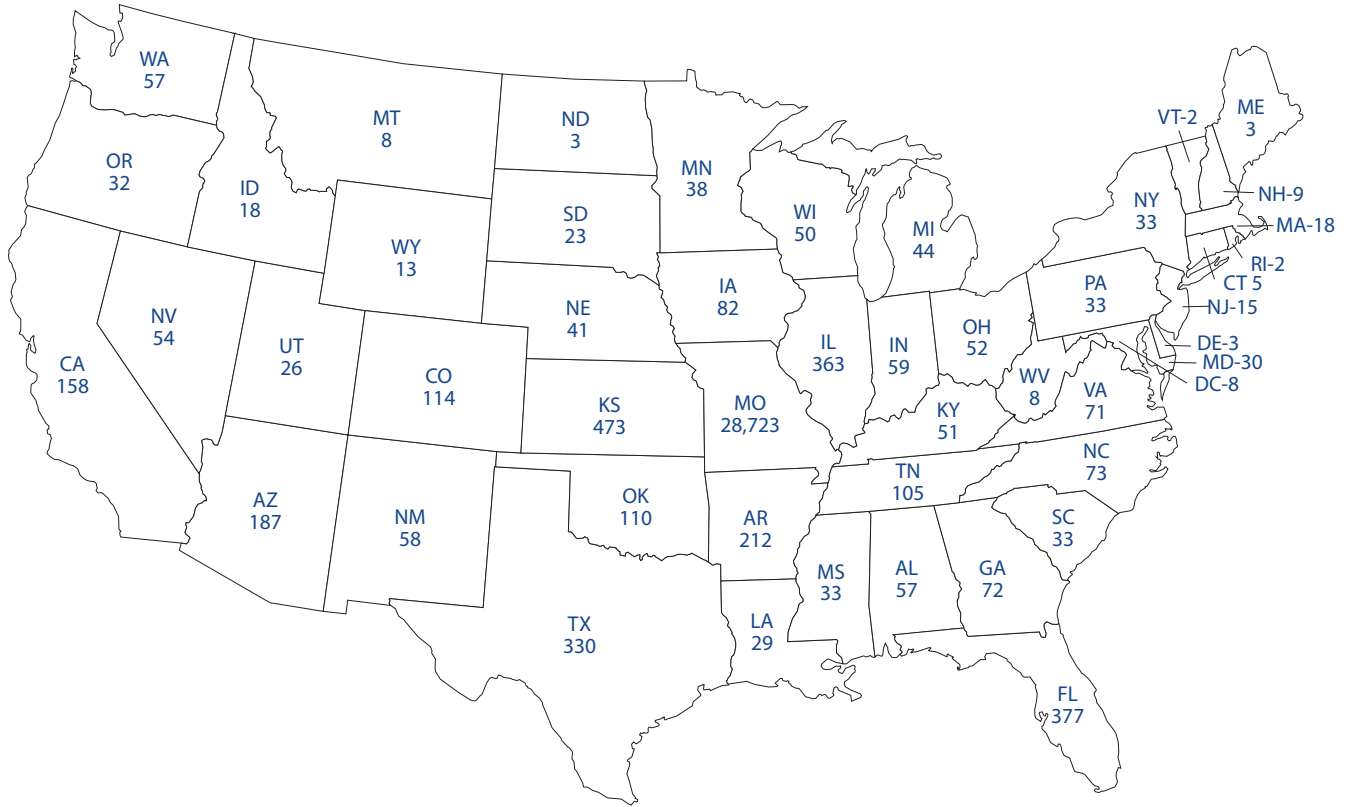 WA
57
OR
32
ID
18
MT
8
ND
3
SD
23
WY
13
NE
41
MN
38
WI
50
IA
82
MI
44
VT-2
ME
3
NY
33
NH-9
MA-18
RI-2
CT 5
NJ-15
PA
33
DE-3
MD-30
DC-8
CA
158
NV
54
UT
26
CO
114
KS
473
MO
28,723
IL
363
IN
59
OH
52
WV
8
VA
71
KY
51
NC
73
TN
105
SC
33
AZ
187
NM
58
OK
110
AR
212
TX
330
LA
29
MS
33
AL
57
GA
72
FL
377